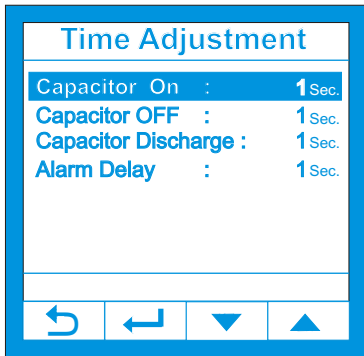 Time Adjustment
Capacitor On : 1 Sec.
Capacitor OFF : 1 Sec.
Capacitor Discharge : 1 Sec.
Alarm Delay : 1 Sec.